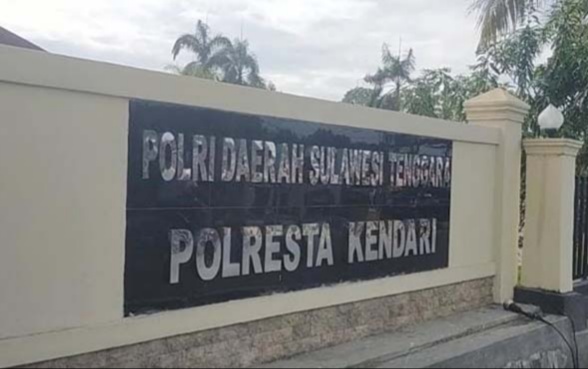 POLRI DAERAH SULAWESI TENGGARA
POLRESTA KENDARI